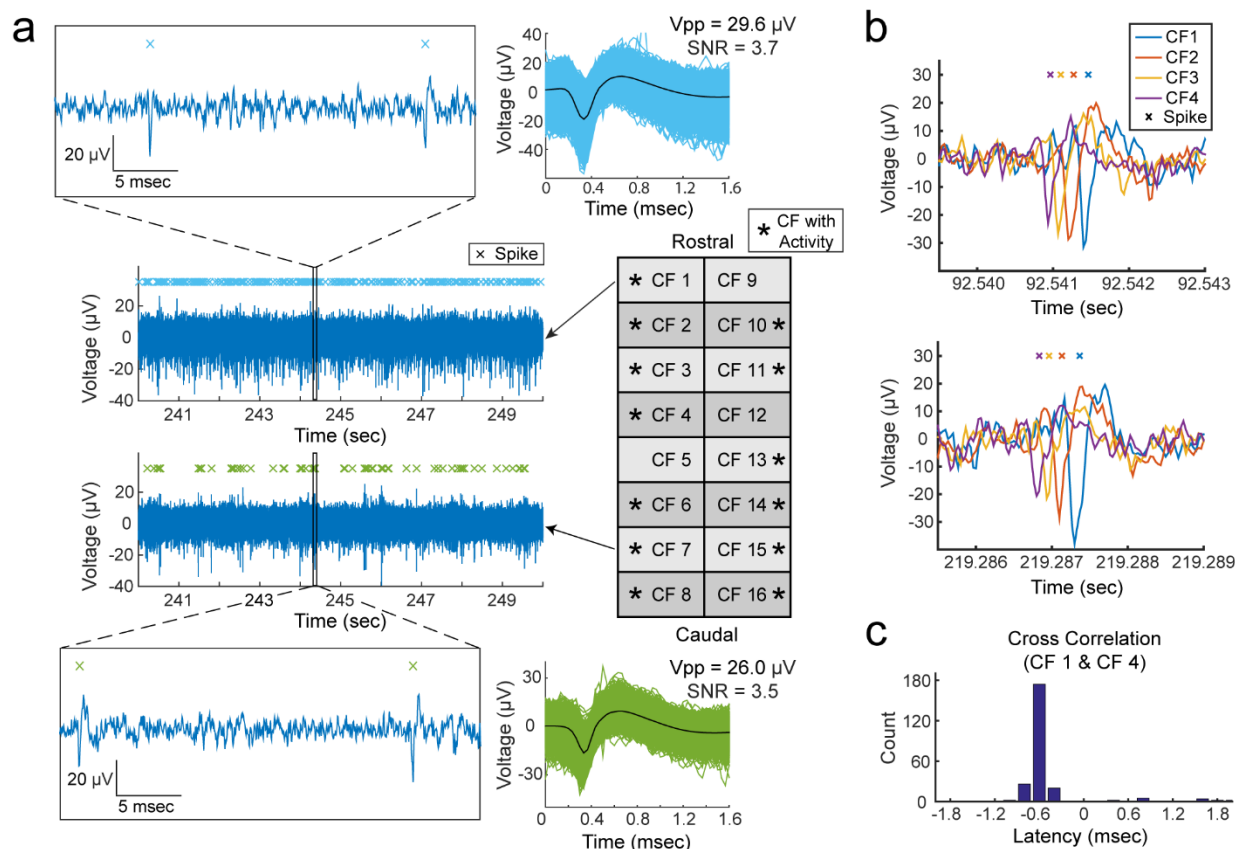 a
20 µV
5 msec
Vpp = 29.6 µV
SNR = 3.7
Voltage (µV)
40
20
0
-20
-40
-60
0
0.4
0.8
1.2
1.6
Time (msec)
× Spike
Voltage (µV)
20
0
-20
-40
241
243
245
247
249
Time (sec)
Voltage (µV)
20
0
-20
-40
241
243
245
247
249
Time (sec)
20 µV
5 msec
Vpp = 26.0 µV
SNR = 3.5
Voltage (µV)
30
0
-30
0
0.4
0.8
1.2
1.6
Time (msec)
* CF with
Activity
Rostral
* CF 1
CF 9
* CF 2
CF 10 *
* CF 3
CF 11 *
* CF 4
CF 12
CF 5
CF 13 *
* CF 6
CF 14 *
* CF 7
CF 15 *
* CF 8
CF 16 *
Caudal
b
CF1
CF2
CF3
CF4
× Spike
Voltage (µV)
30
20
10
0
-10
-20
-30
92.540
92.541
92.542
92.543
Time (sec)
Voltage (µV)
30
20
10
0
-10
-20
-30
219.286
219.287
219.288
219.289
Time (sec)
c
Cross Correlation
(CF 1 & CF 4)
Count
180
120
60
0
-1.8
-1.2
-0.6
0
0.6
1.2
1.8
Latency (msec)